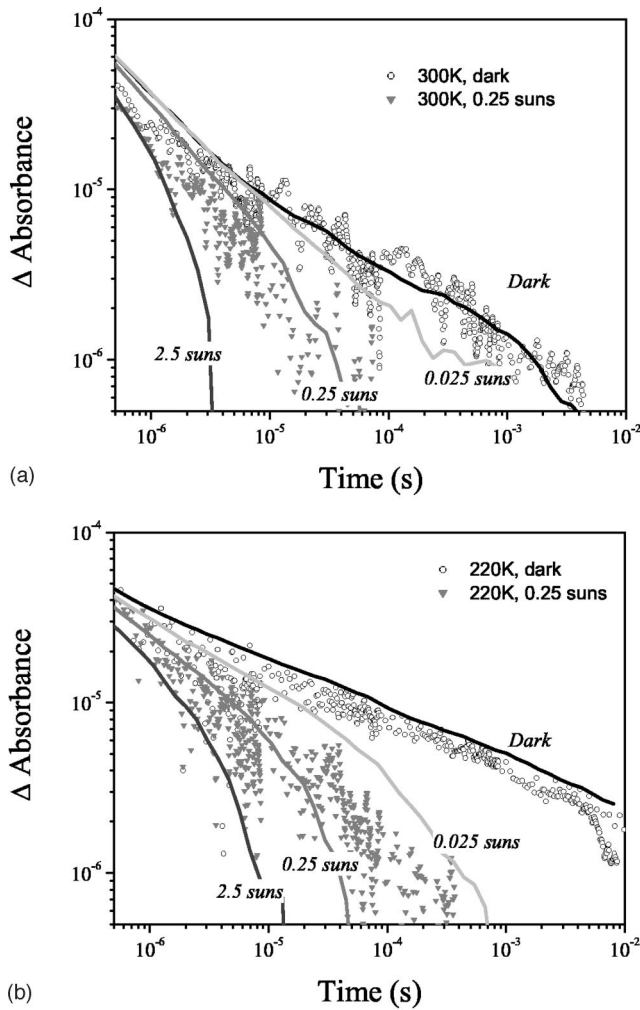 (a)
Δ Absorbance
10⁻⁴
10⁻⁵
10⁻⁶
300K, dark
300K, 0.25 suns
Dark
2.5 suns
0.25 suns
0.025 suns
10⁻⁶ 10⁻⁵ 10⁻⁴ 10⁻³ 10⁻²
Time (s)
(b)
Δ Absorbance
10⁻⁴
10⁻⁵
10⁻⁶
220K, dark
220K, 0.25 suns
Dark
2.5 suns
0.25 suns
0.025 suns
10⁻⁶ 10⁻⁵ 10⁻⁴ 10⁻³ 10⁻²
Time (s)